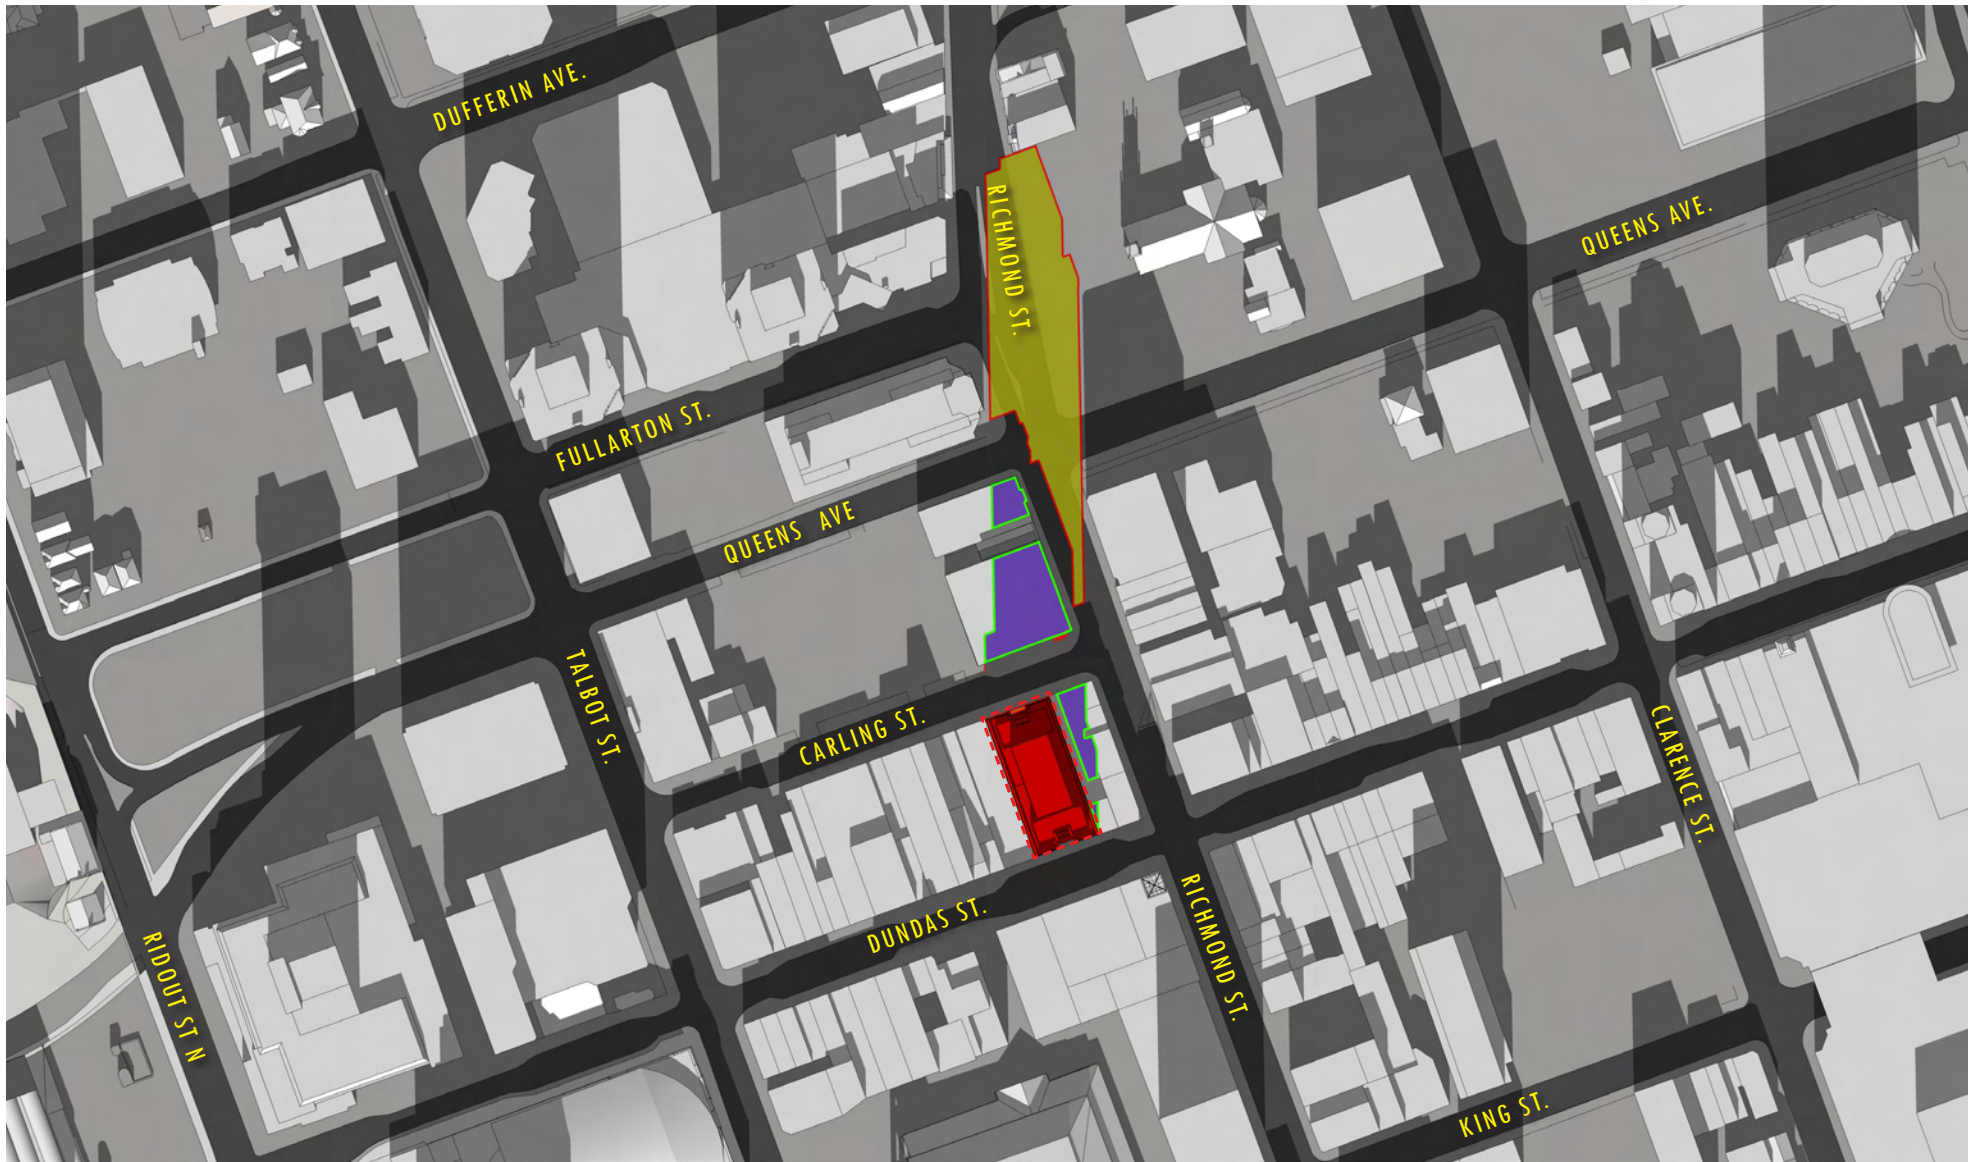 DUFFERIN AVE.
RICHMOND ST.
QUEENS AVE.
FULLARTON ST.
QUEENS AVE
TALBOT ST.
CARLING ST.
CLARENCE ST.
DUNDAS ST.
RICHMOND ST.
RIDOUT ST N
KING ST.